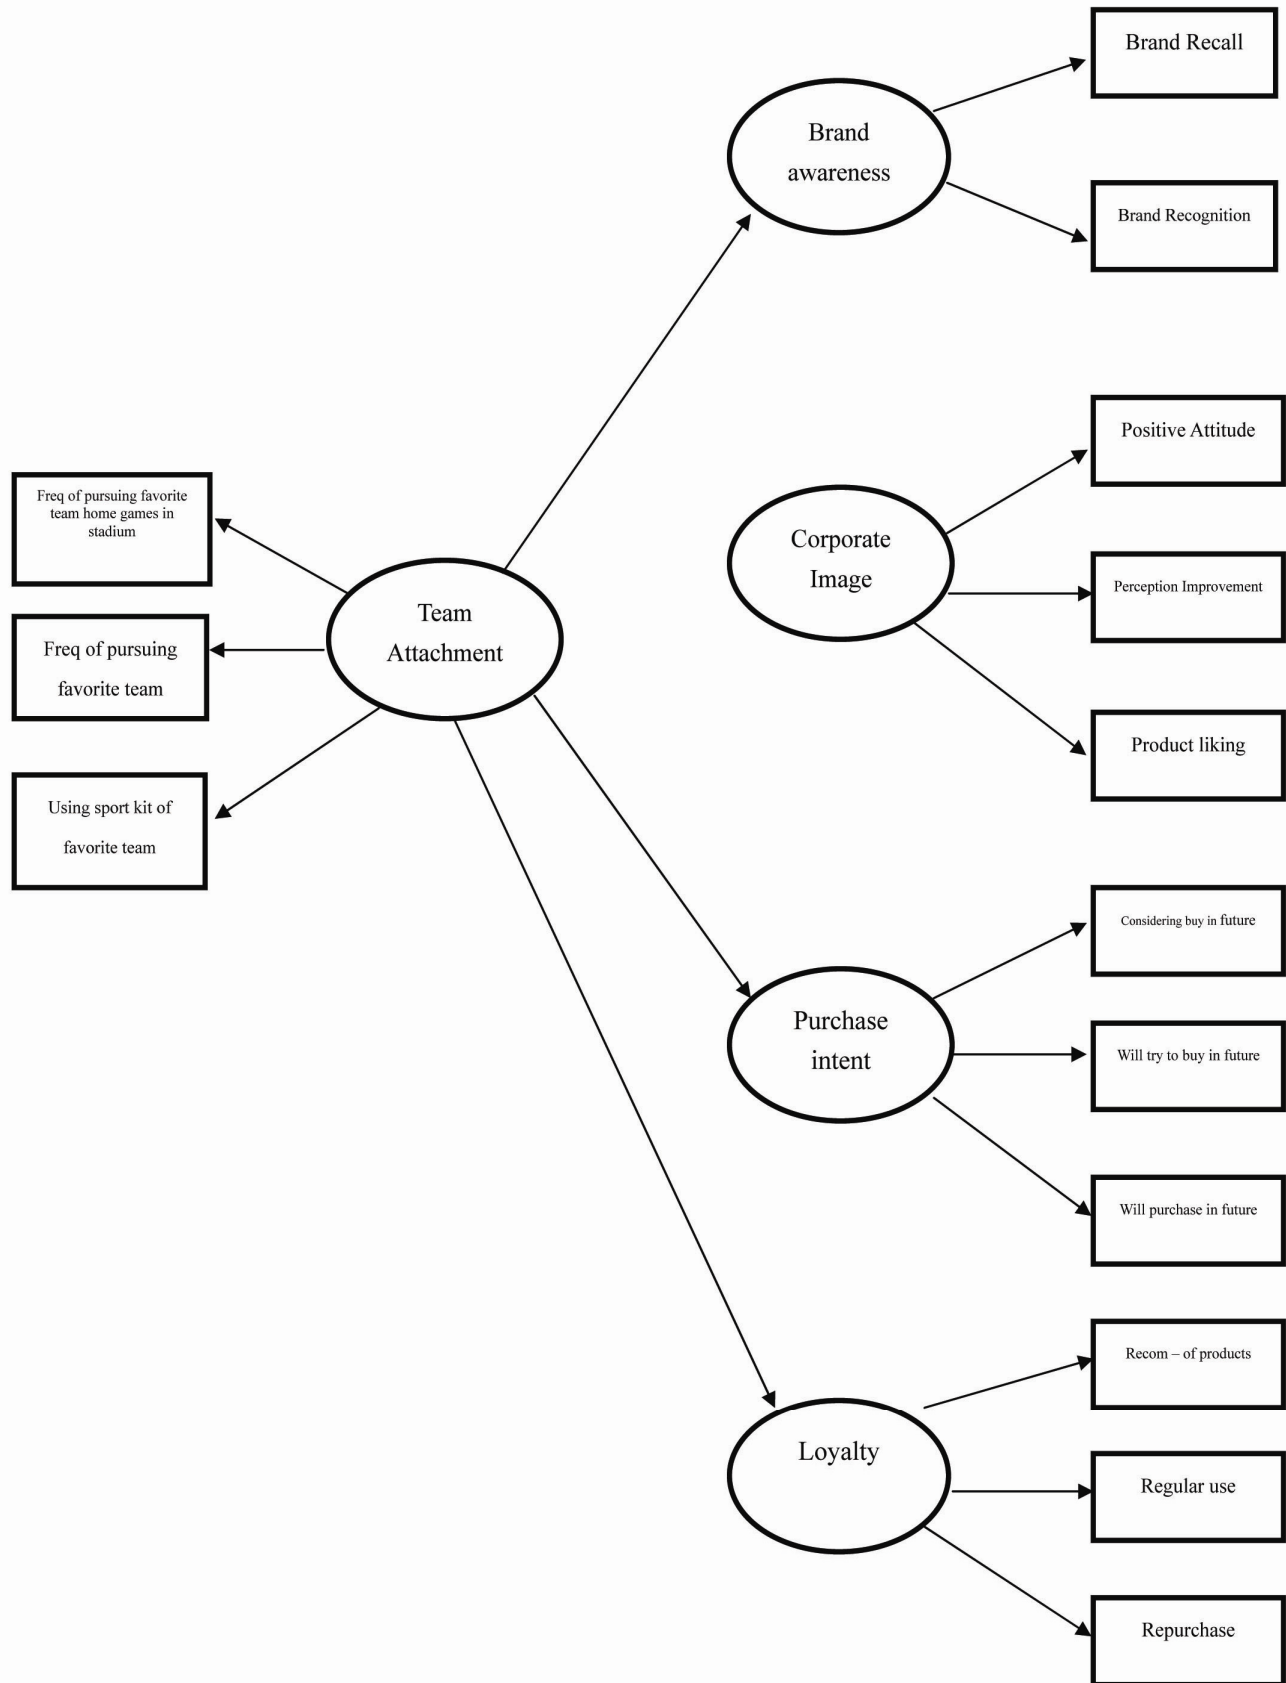 Brand Recall
Brand
awareness
Brand Recognition
Positive Attitude
Freq of pursuing favorite
team home games in
stadium
Corporate
Image
Perception Improvement
Team
Attachment
Freq of pursuing
favorite team
Product liking
Using sport kit of
favorite team
Considering buy in future
Purchase
intent
Will try to buy in future
Will purchase in future
Recom – of products
Loyalty
Regular use
Repurchase